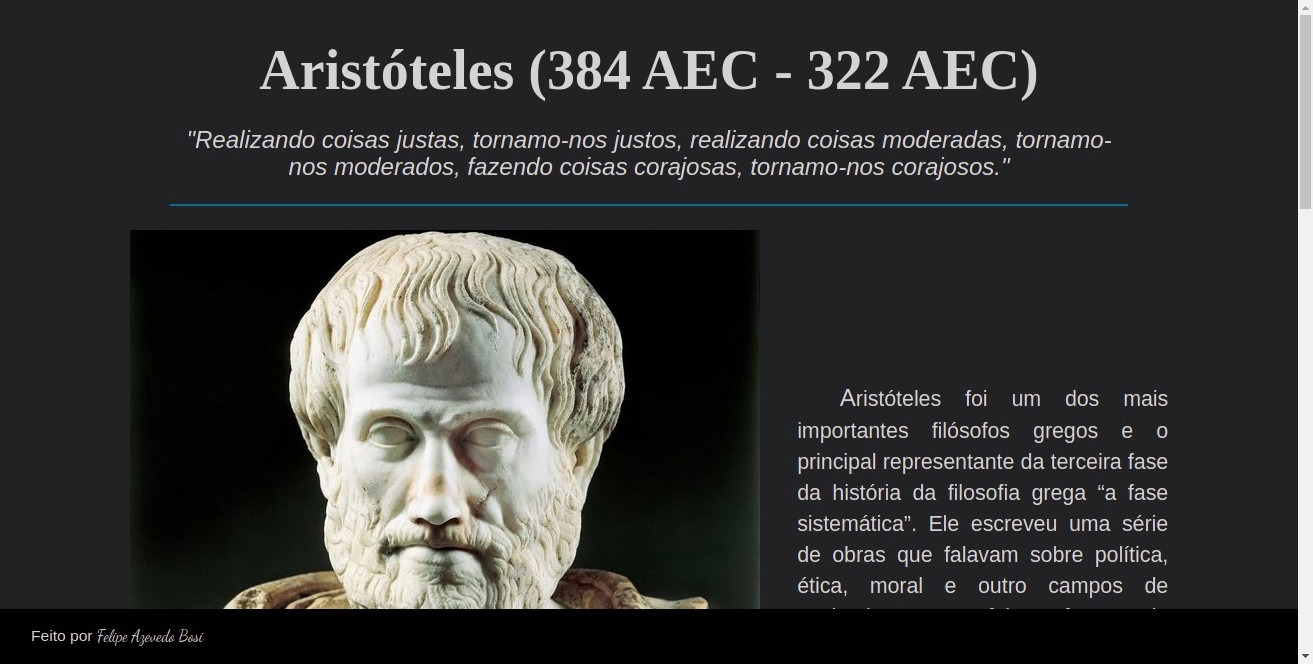 Aristóteles (384 AEC - 322 AEC)
"Realizando coisas justas, tornamo-nos justos, realizando coisas moderadas, tornamo-
nos moderados, fazendo coisas corajosas, tornamo-nos corajosos."
Aristóteles foi um dos mais
importantes filósofos gregos e o
principal representante da terceira fase
da história da filosofia grega “a fase
sistemática”. Ele escreveu uma série
de obras que falavam sobre política,
ética, moral e outro campos de
Feito por Felipe Azevedo Bosi